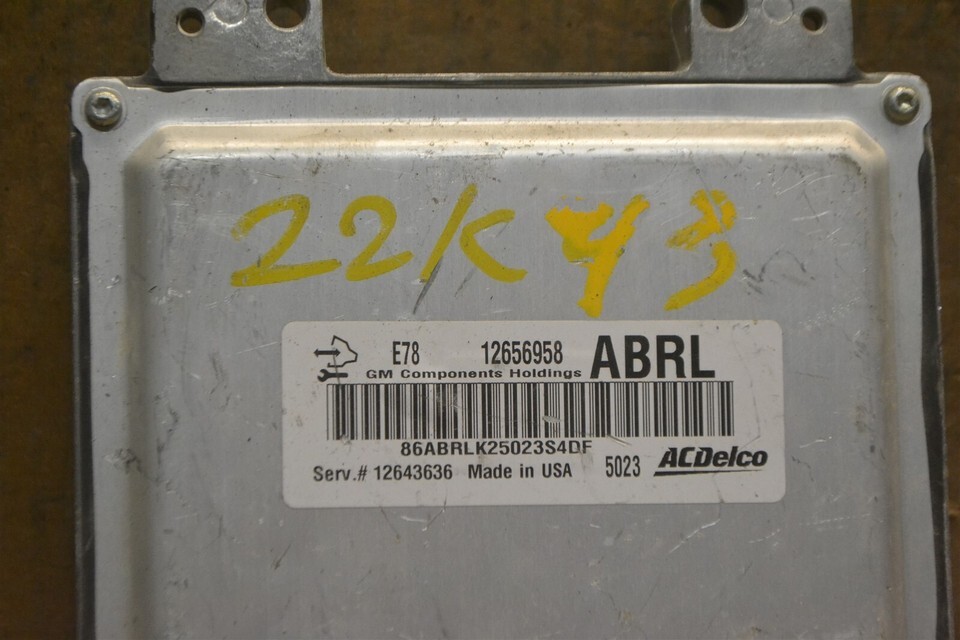 22K43
E78 12656958 ABRL
GM Components Holdings
86ABRLK25023S4DF
Serv.# 12643636 Made in USA 5023 ACDelco